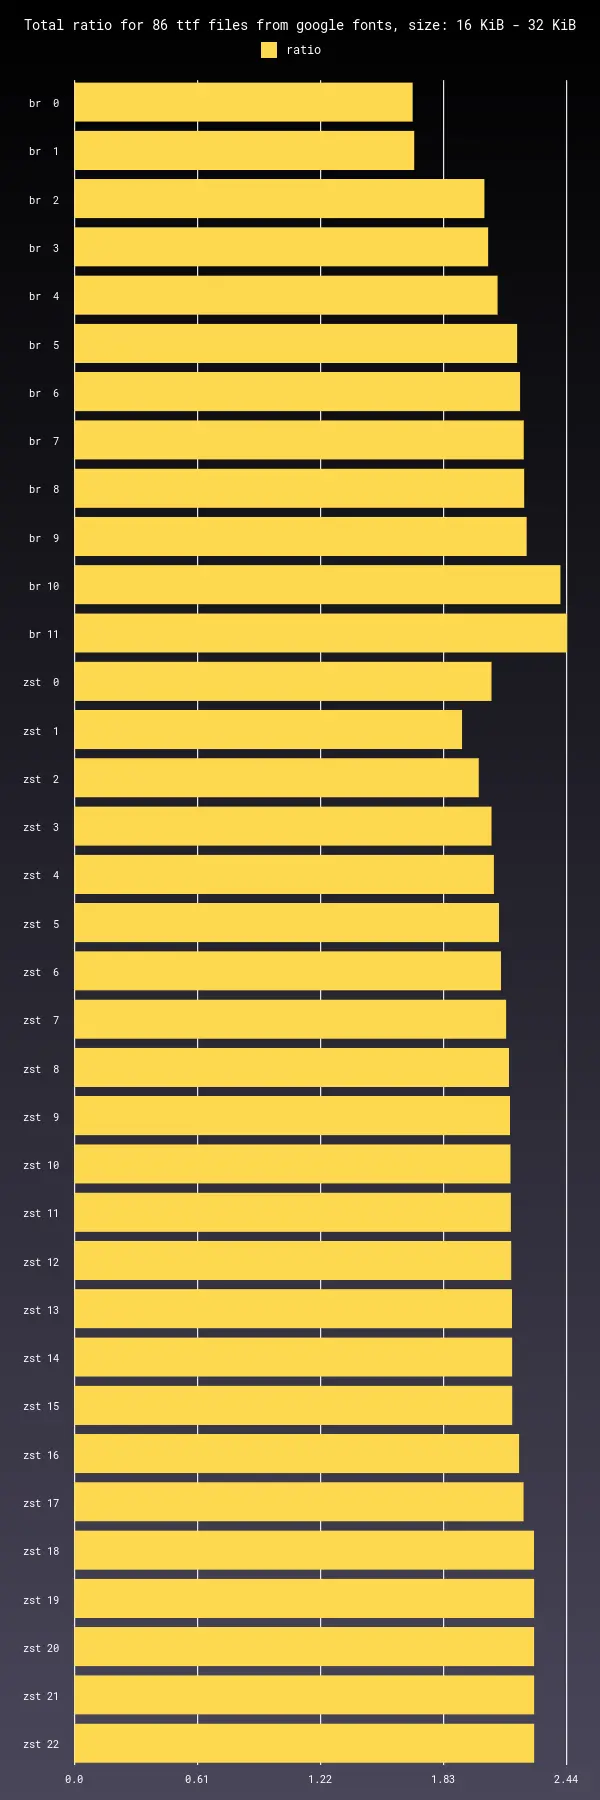 Total ratio for 86 ttf files from google fonts, size: 16 KiB - 32 KiB
ratio
br 0
br 1
br 2
br 3
br 4
br 5
br 6
br 7
br 8
br 9
br 10
br 11
zst 0
zst 1
zst 2
zst 3
zst 4
zst 5
zst 6
zst 7
zst 8
zst 9
zst 10
zst 11
zst 12
zst 13
zst 14
zst 15
zst 16
zst 17
zst 18
zst 19
zst 20
zst 21
zst 22
0.0 0.61 1.22 1.83 2.44